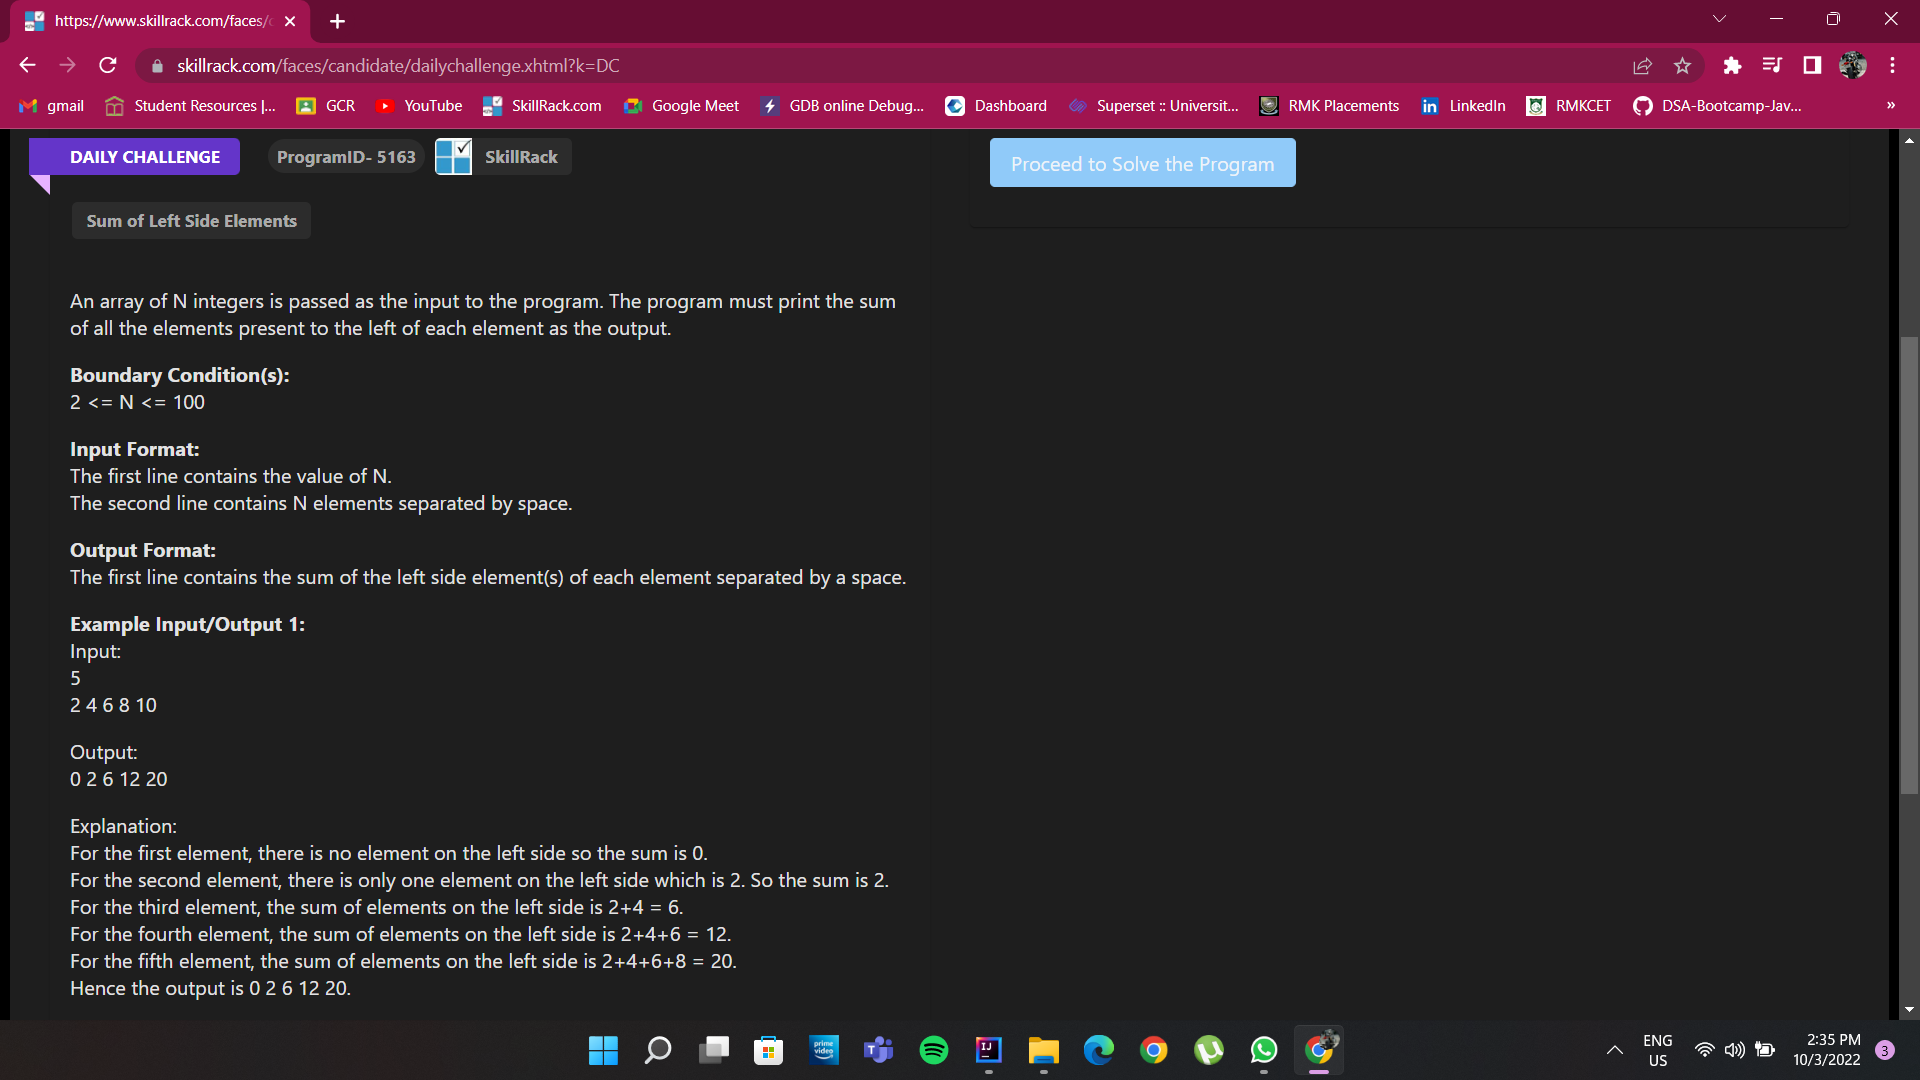 https://www.skillrack.com/faces/c
skillrack.com/faces/candidate/dailychallenge.xhtml?k=DC
gmail
Student Resources |...
GCR
YouTube
SkillRack.com
Google Meet
GDB online Debug...
Dashboard
Superset :: Universit...
RMK Placements
LinkedIn
RMKCET
DSA-Bootcamp-Jav...
»
DAILY CHALLENGE
ProgramID- 5163
SkillRack
Proceed to Solve the Program
Sum of Left Side Elements
An array of N integers is passed as the input to the program. The program must print the sum
of all the elements present to the left of each element as the output.
Boundary Condition(s):
2 <= N <= 100
Input Format:
The first line contains the value of N.
The second line contains N elements separated by space.
Output Format:
The first line contains the sum of the left side element(s) of each element separated by a space.
Example Input/Output 1:
Input:
5
2 4 6 8 10
Output:
0 2 6 12 20
Explanation:
For the first element, there is no element on the left side so the sum is 0.
For the second element, there is only one element on the left side which is 2. So the sum is 2.
For the third element, the sum of elements on the left side is 2+4 = 6.
For the fourth element, the sum of elements on the left side is 2+4+6 = 12.
For the fifth element, the sum of elements on the left side is 2+4+6+8 = 20.
Hence the output is 0 2 6 12 20.
prime video
T
IJ
ENG
US
2:35 PM
10/3/2022
3